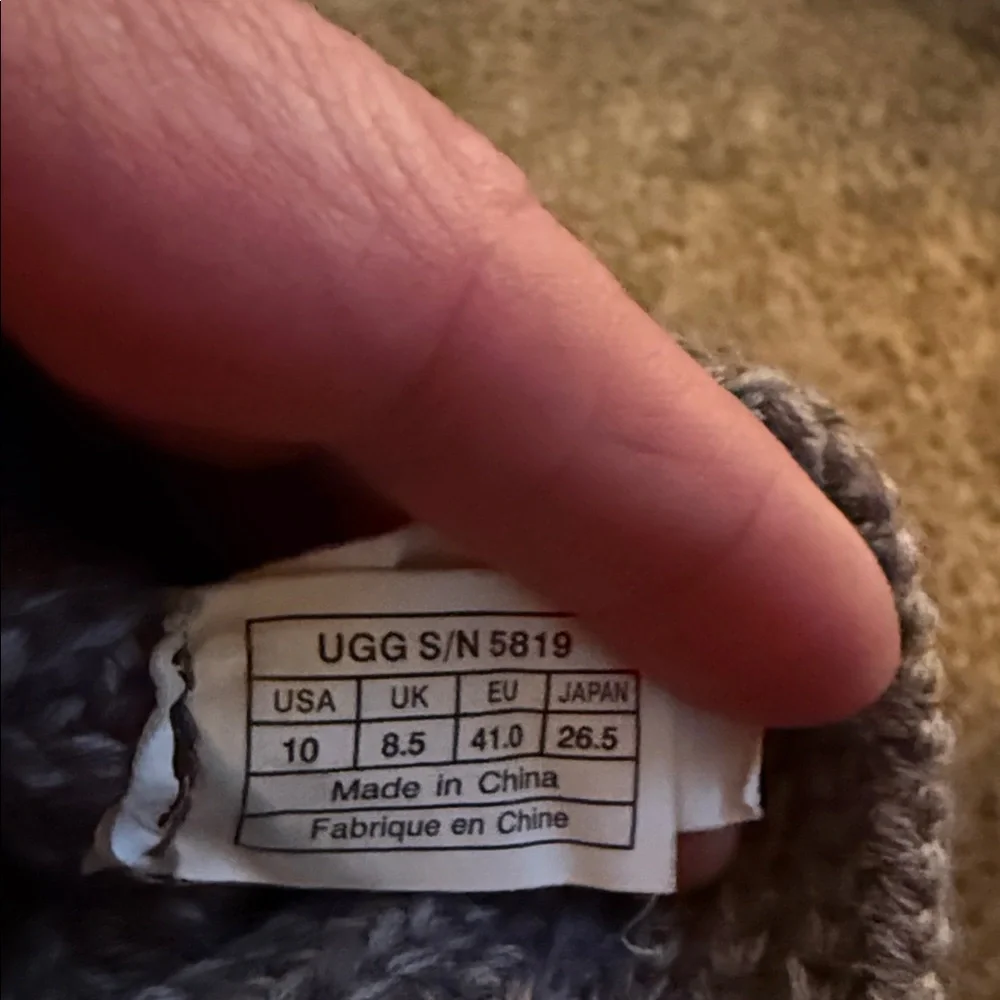 UGG S/N 5819
USA UK EU JAPAN
10 8.5 41.0 26.5
Made in China
Fabrique en Chine